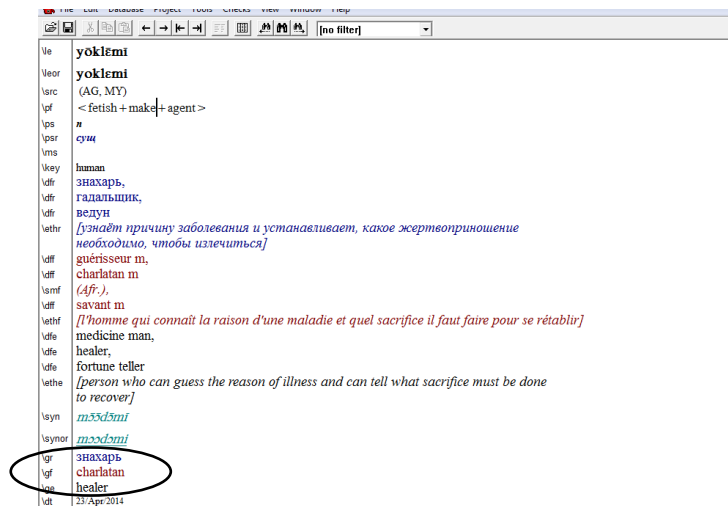 File Edit Database Project Tools Checks View Window Help
[no filter]
\le yōklɛ̄mī
\leor yoklɛmi
\src (AG, MY)
\pf <fetish+make+agent>
\ps n
\psr сущ
\ms
\key human
\dfr знахарь,
\dfr гадальщик,
\dfr ведун
\ethr [узнаёт причину заболевания и устанавливает, какое жертвоприношение
необходимо, чтобы излечиться]
\dff guérisseur m,
\dff charlatan m
\smf (Afr.),
\dff savant m
\ethf [l'homme qui connaît la raison d'une maladie et quel sacrifice il faut faire pour se rétablir]
\dfe medicine man,
\dfe healer,
\dfe fortune teller
\ethe [person who can guess the reason of illness and can tell what sacrifice must be done
to recover]
\syn mɔ̄ɔ̄dɔ̄mī
\synor mɔɔdɔmi
\gr знахарь
\gf charlatan
\ge healer
\dt 23/Apr/2014